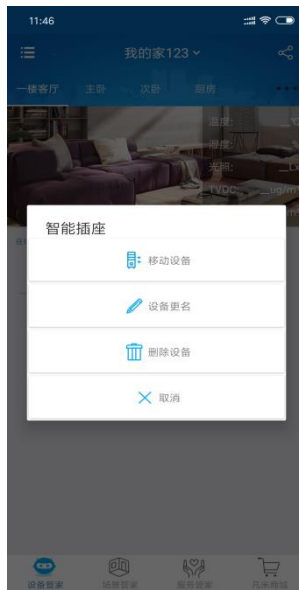 11:46
我的家123
一楼客厅 主卧 次卧 厨房
温度:
湿度:
光照:
TVOC: __ug/m
智能插座
移动设备
设备更名
删除设备
取消
设备管家 场景管家 服务管家 凡米商城